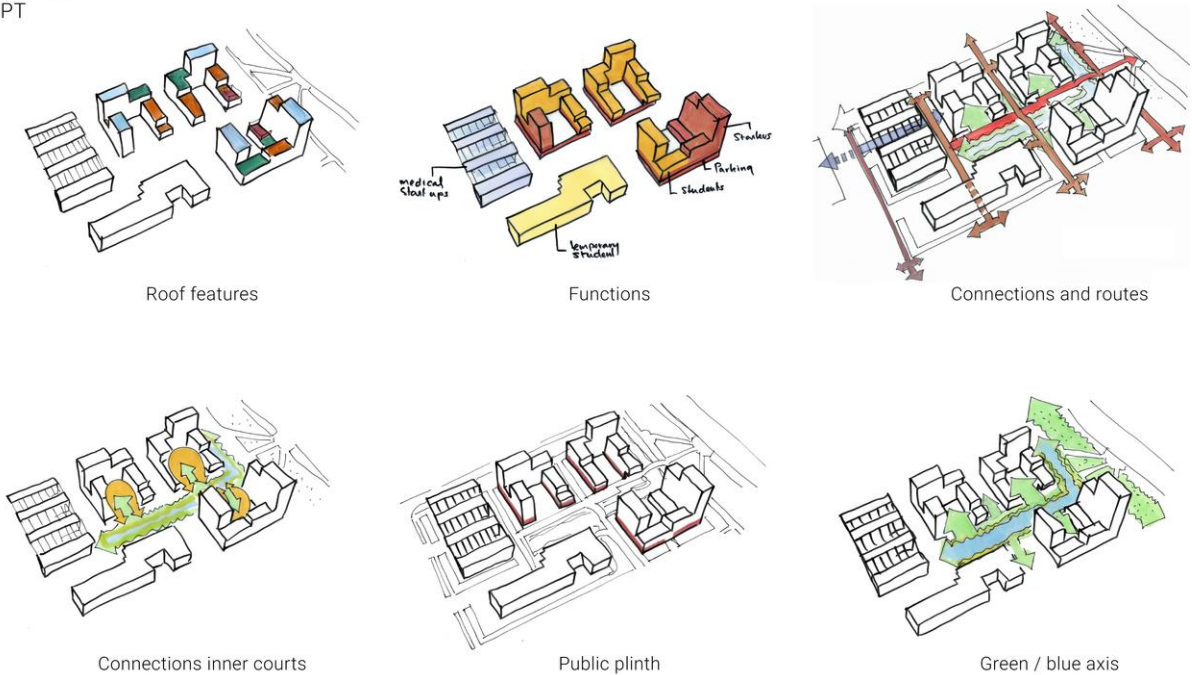 PT
medical
start ups
Starters
Parking
Students
temporary
student
Roof features
Functions
Connections and routes
Connections inner courts
Public plinth
Green / blue axis